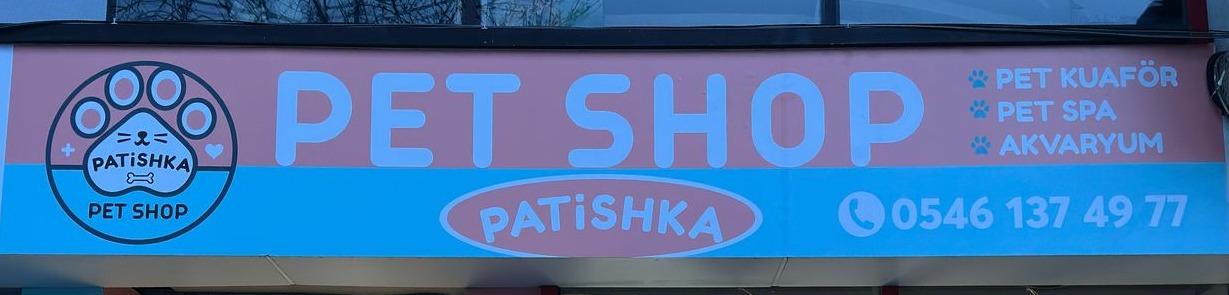 PATiSHKA
PET SHOP
PET SHOP
PATiSHKA
PET KUAFÖR
PET SPA
AKVARYUM
0546 137 49 77